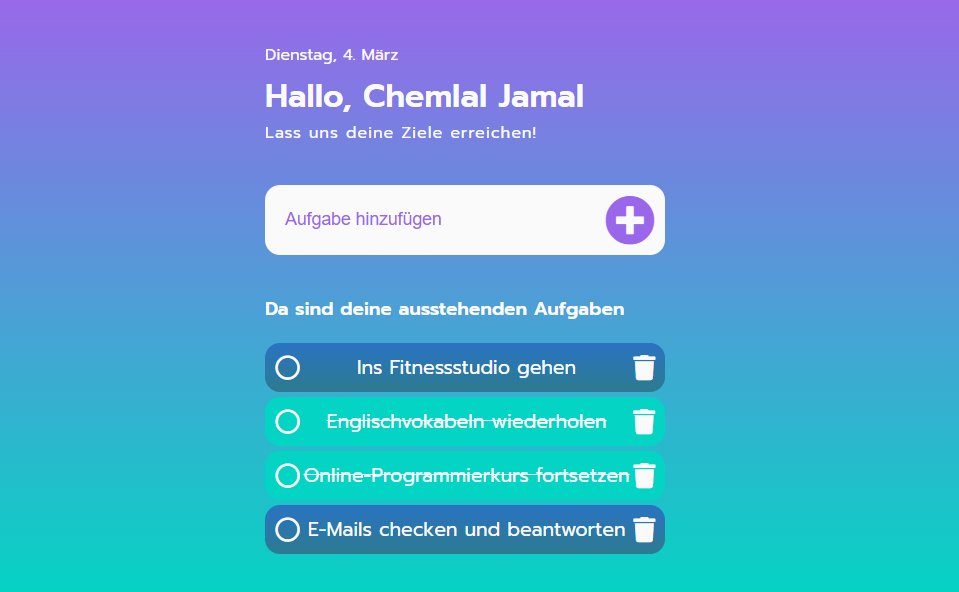 Dienstag, 4. März
Hallo, Chemlal Jamal
Lass uns deine Ziele erreichen!
Aufgabe hinzufügen
Da sind deine ausstehenden Aufgaben
Ins Fitnessstudio gehen
Englischvokabeln wiederholen
Online-Programmierkurs fortsetzen
E-Mails checken und beantworten